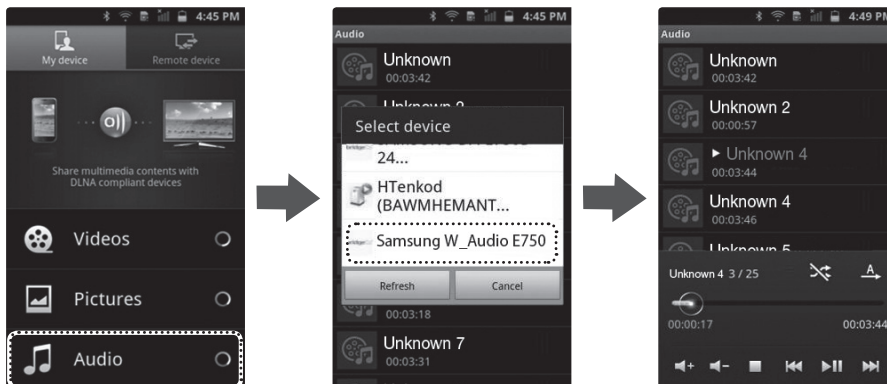 4:45 PM
My device
Remote device
Share multimedia contents with
DLNA compliant devices
Videos
Pictures
Audio
4:45 PM
Audio
Unknown
00:03:42
Unknown 2
Select device
24...
HTenkod
(BAWMHEMANT...
Samsung W_Audio E750
Refresh
Cancel
00:03:18
Unknown 7
00:03:31
4:49 PM
Audio
Unknown
00:03:42
Unknown 2
00:00:57
Unknown 4
00:03:44
Unknown 4
00:03:46
Unknown 5
Unknown 4 3 / 25
A
00:00:17
00:03:44